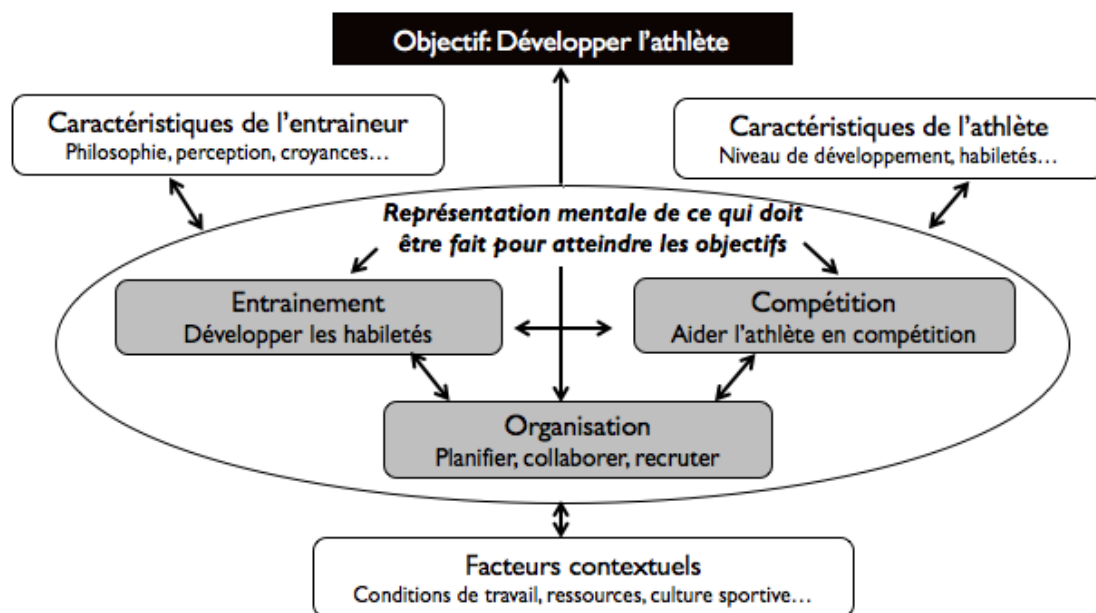 Objectif: Développer l'athlète
Caractéristiques de l'entraineur
Philosophie, perception, croyances...
Caractéristiques de l'athlète
Niveau de développement, habiletés...
Représentation mentale de ce qui doit
être fait pour atteindre les objectifs
Entrainement
Développer les habiletés
Compétition
Aider l'athlète en compétition
Organisation
Planifier, collaborer, recruter
Facteurs contextuels
Conditions de travail, ressources, culture sportive...